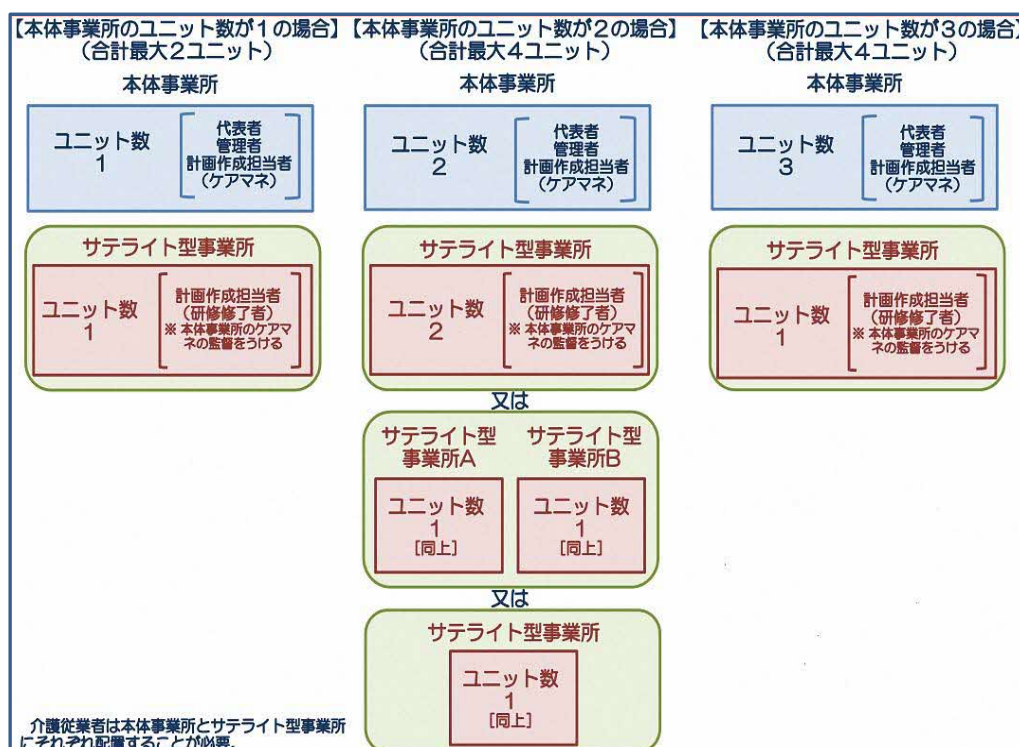 【本体事業所のユニット数が1の場合】
（合計最大2ユニット）
本体事業所
ユニット数
1
代表者
管理者
計画作成担当者
（ケアマネ）
サテライト型事業所
ユニット数
1
計画作成担当者
（研修修了者）
※ 本体事業所のケアマ
ネの監督をうける
【本体事業所のユニット数が2の場合】
（合計最大4ユニット）
本体事業所
ユニット数
2
代表者
管理者
計画作成担当者
（ケアマネ）
サテライト型事業所
ユニット数
2
計画作成担当者
（研修修了者）
※ 本体事業所のケアマ
ネの監督をうける
又は
サテライト型
事業所A
ユニット数
1
[同上]
サテライト型
事業所B
ユニット数
1
[同上]
又は
サテライト型事業所
ユニット数
1
[同上]
【本体事業所のユニット数が3の場合】
（合計最大4ユニット）
本体事業所
ユニット数
3
代表者
管理者
計画作成担当者
（ケアマネ）
サテライト型事業所
ユニット数
1
計画作成担当者
（研修修了者）
※ 本体事業所のケアマ
ネの監督をうける
介護従業者は本体事業所とサテライト型事業所
にそれぞれ配置することが必要。